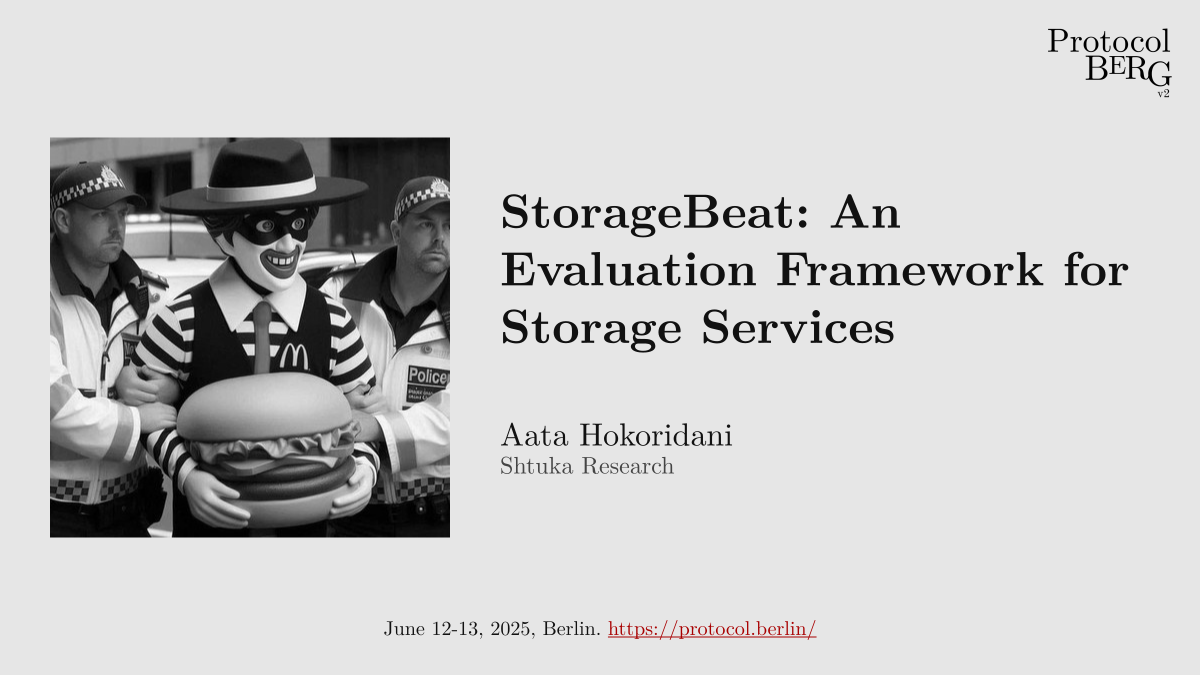 Protocol
BERG
v2
StorageBeat: An
Evaluation Framework for
Storage Services
Police
Aata Hokoridani
Shtuka Research
June 12-13, 2025, Berlin. https://protocol.berlin/